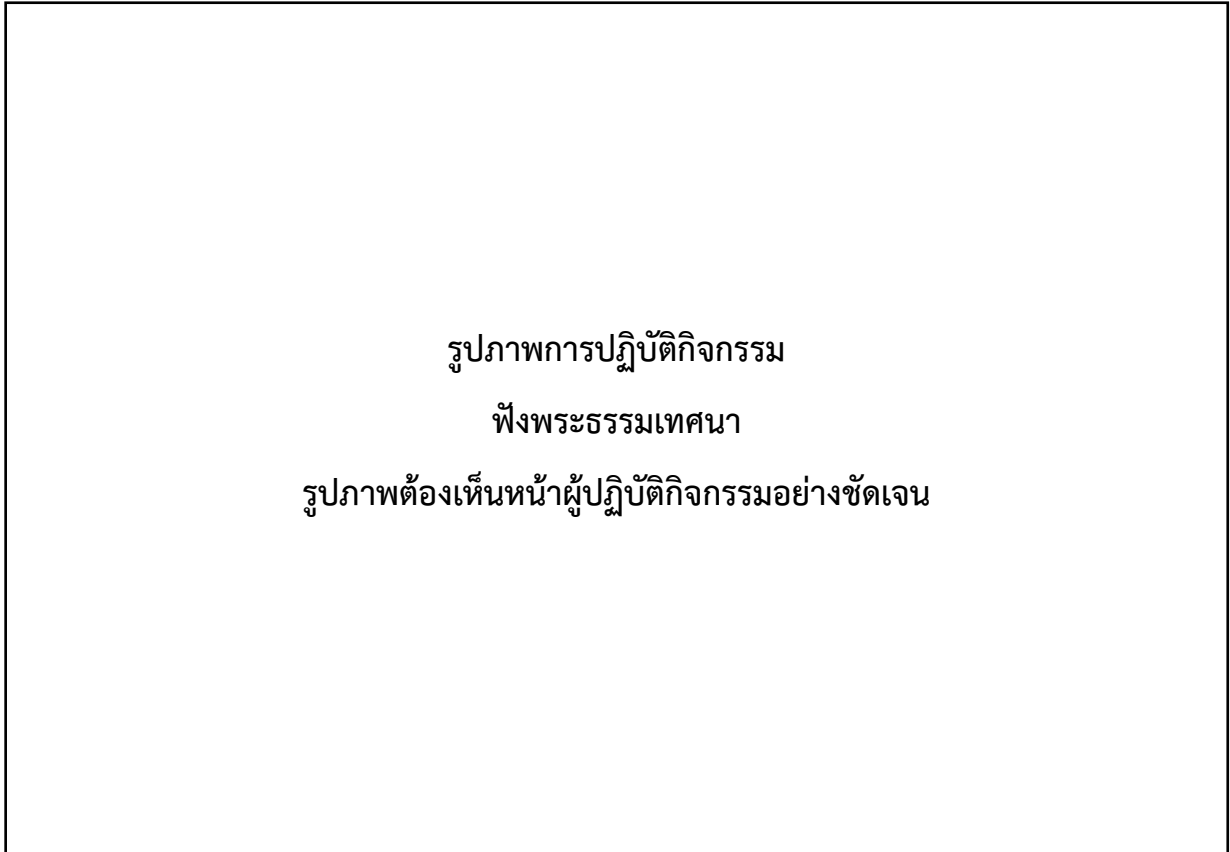 รูปภาพการปฏิบัติกิจกรรม
ฟังพระธรรมเทศนา
รูปภาพต้องเห็นหน้าผู้ปฏิบัติกิจกรรมอย่างชัดเจน